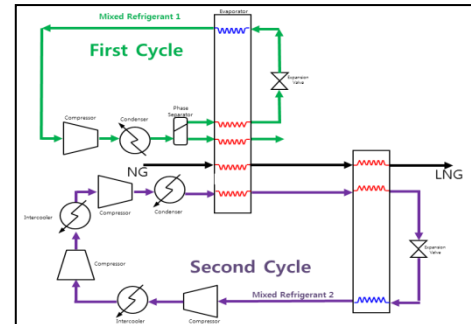 Mixed Refrigerant 1
Evaporator
First Cycle
Expansion
Valve
Phase
Separator
Compressor
Condenser
NG
LNG
Compressor
Condenser
Intercooler
Compressor
Second Cycle
Expansion
Valve
Mixed Refrigerant 2
Intercooler
Compressor